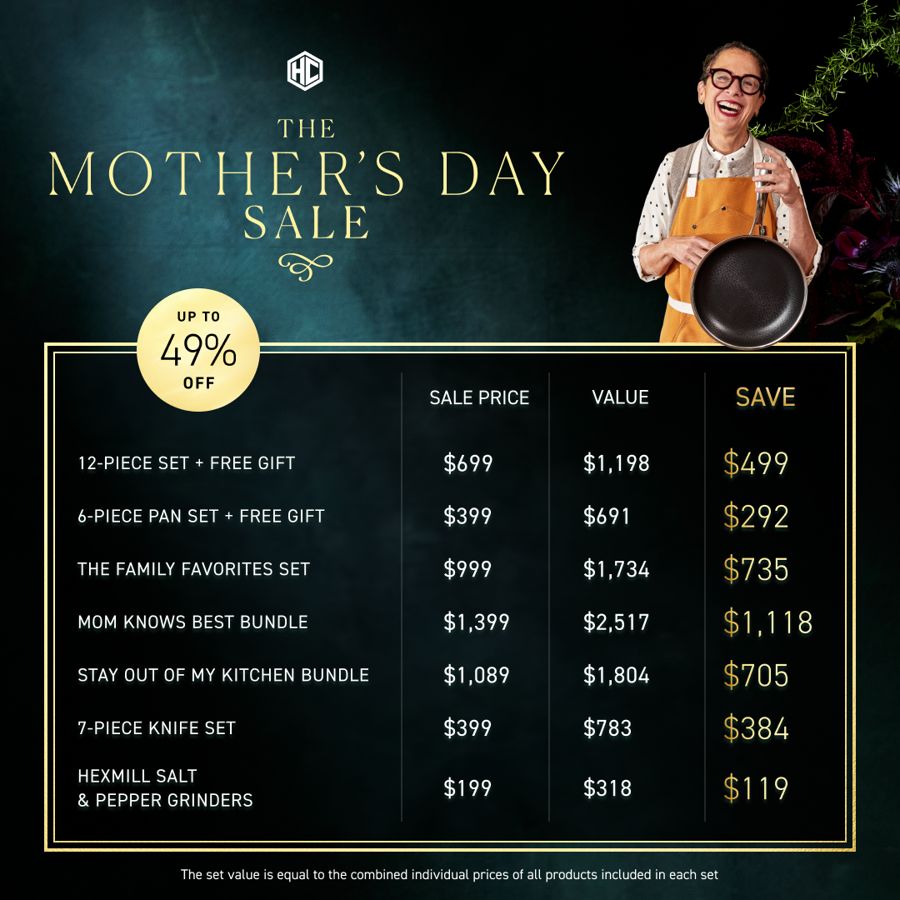 HC
THE
MOTHER'S DAY
SALE
UP TO
49%
OFF
SALE PRICE VALUE SAVE
12-PIECE SET + FREE GIFT $699 $1,198 $499
6-PIECE PAN SET + FREE GIFT $399 $691 $292
THE FAMILY FAVORITES SET $999 $1,734 $735
MOM KNOWS BEST BUNDLE $1,399 $2,517 $1,118
STAY OUT OF MY KITCHEN BUNDLE $1,089 $1,804 $705
7-PIECE KNIFE SET $399 $783 $384
HEXMILL SALT
& PEPPER GRINDERS $199 $318 $119
The set value is equal to the combined individual prices of all products included in each set